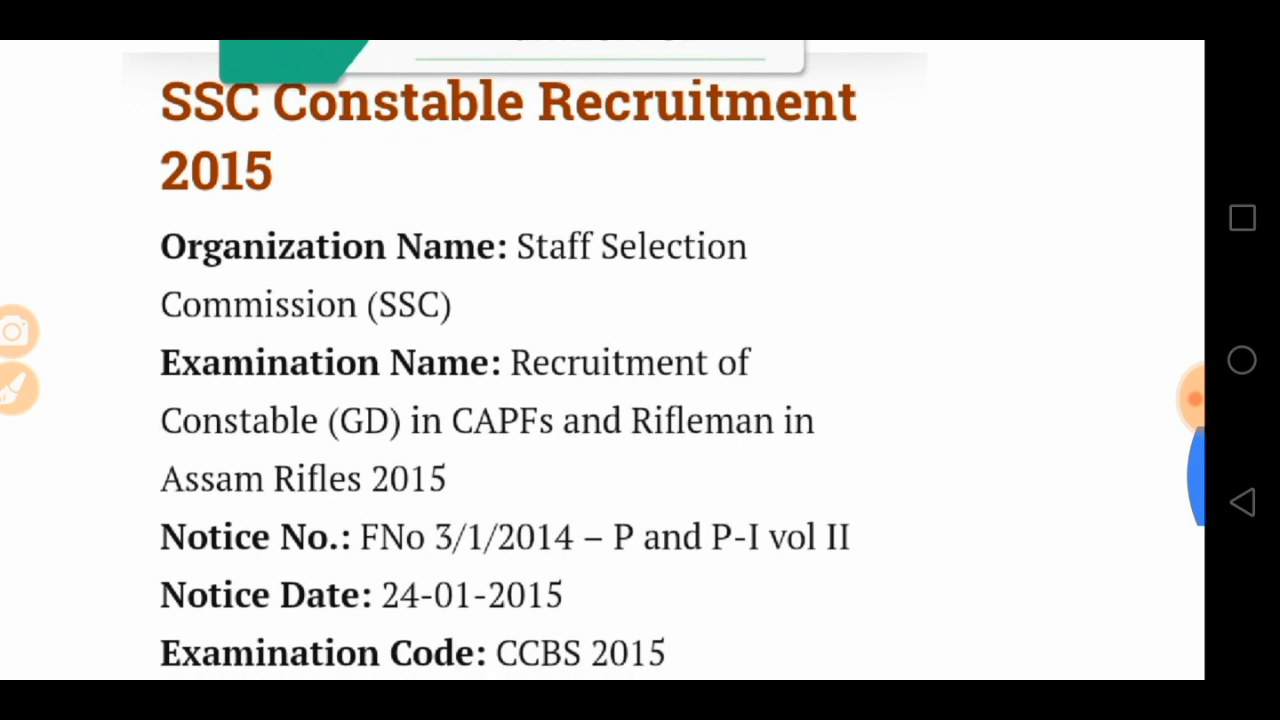 SSC Constable Recruitment
2015
Organization Name: Staff Selection
Commission (SSC)
Examination Name: Recruitment of
Constable (GD) in CAPFs and Rifleman in
Assam Rifles 2015
Notice No.: FNo 3/1/2014 – P and P-I vol II
Notice Date: 24-01-2015
Examination Code: CCBS 2015